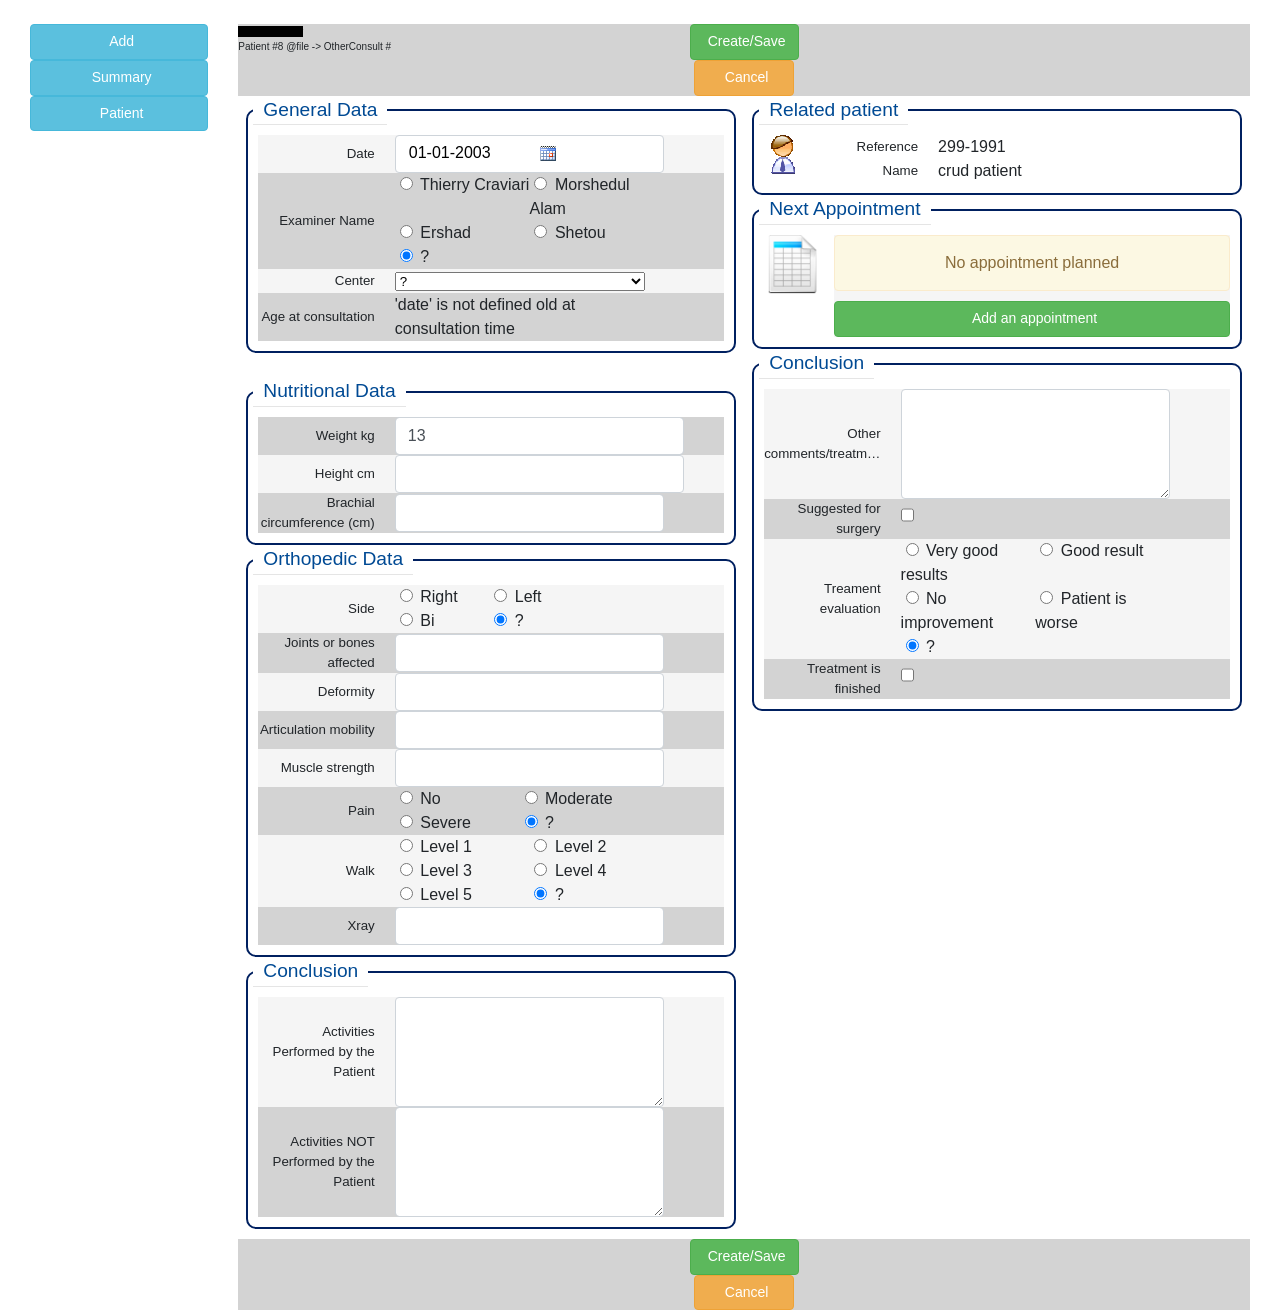 Add
Summary
Patient
Patient #8 @file -> OtherConsult #
Create/Save
Cancel
General Data
Date 01-01-2003
Examiner Name
Thierry Craviari Morshedul Alam
Ershad Shetou
?
Center ?
Age at consultation
'date' is not defined old at
consultation time
Nutritional Data
Weight kg 13
Height cm
Brachial
circumference (cm)
Orthopedic Data
Side
Right Left
Bi ?
Joints or bones
affected
Deformity
Articulation mobility
Muscle strength
Pain
No Moderate
Severe ?
Walk
Level 1 Level 2
Level 3 Level 4
Level 5 ?
Xray
Conclusion
Activities
Performed by the
Patient
Activities NOT
Performed by the
Patient
Related patient
Reference 299-1991
Name crud patient
Next Appointment
No appointment planned
Add an appointment
Conclusion
Other
comments/treatm…
Suggested for
surgery
Treament
evaluation
Very good results Good result
No improvement Patient is worse
?
Treatment is
finished
Create/Save
Cancel